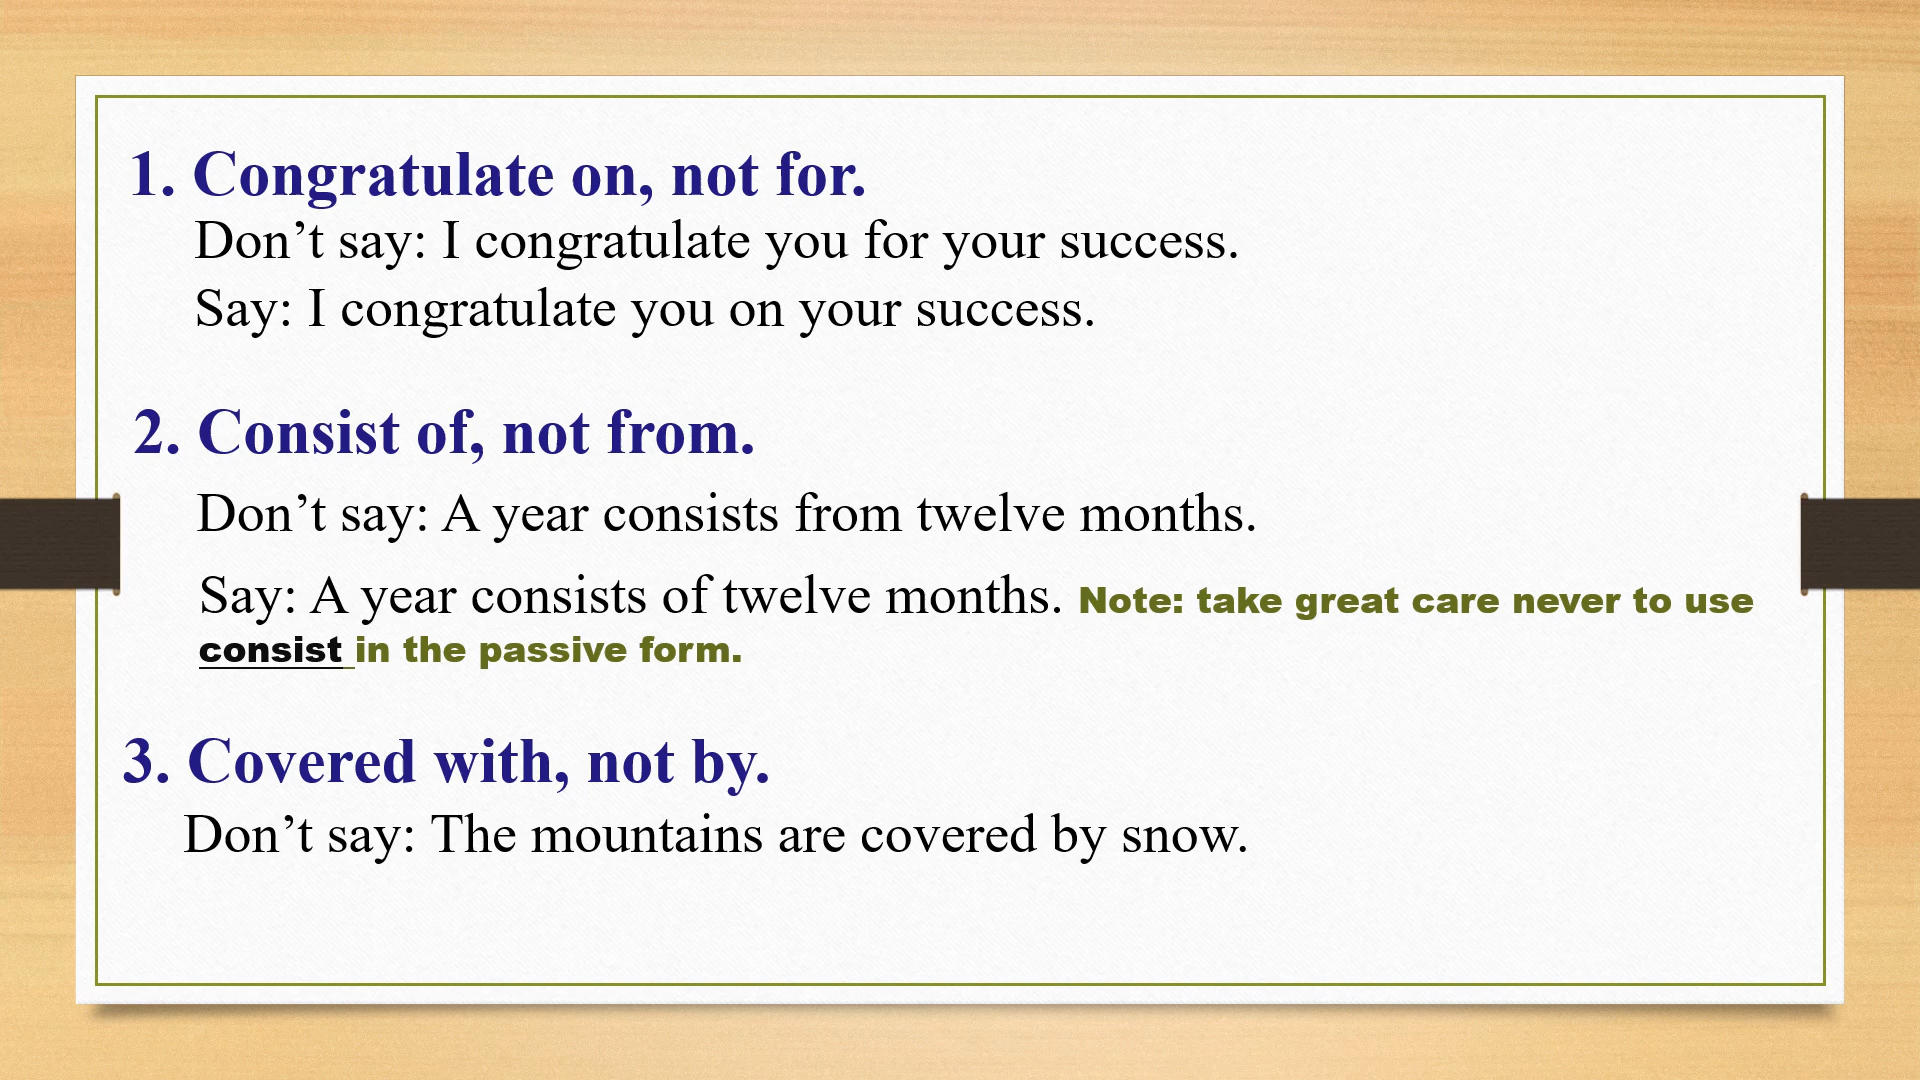 1. Congratulate on, not for.
Don’t say: I congratulate you for your success.
Say: I congratulate you on your success.
2. Consist of, not from.
Don’t say: A year consists from twelve months.
Say: A year consists of twelve months. Note: take great care never to use
consist in the passive form.
3. Covered with, not by.
Don’t say: The mountains are covered by snow.